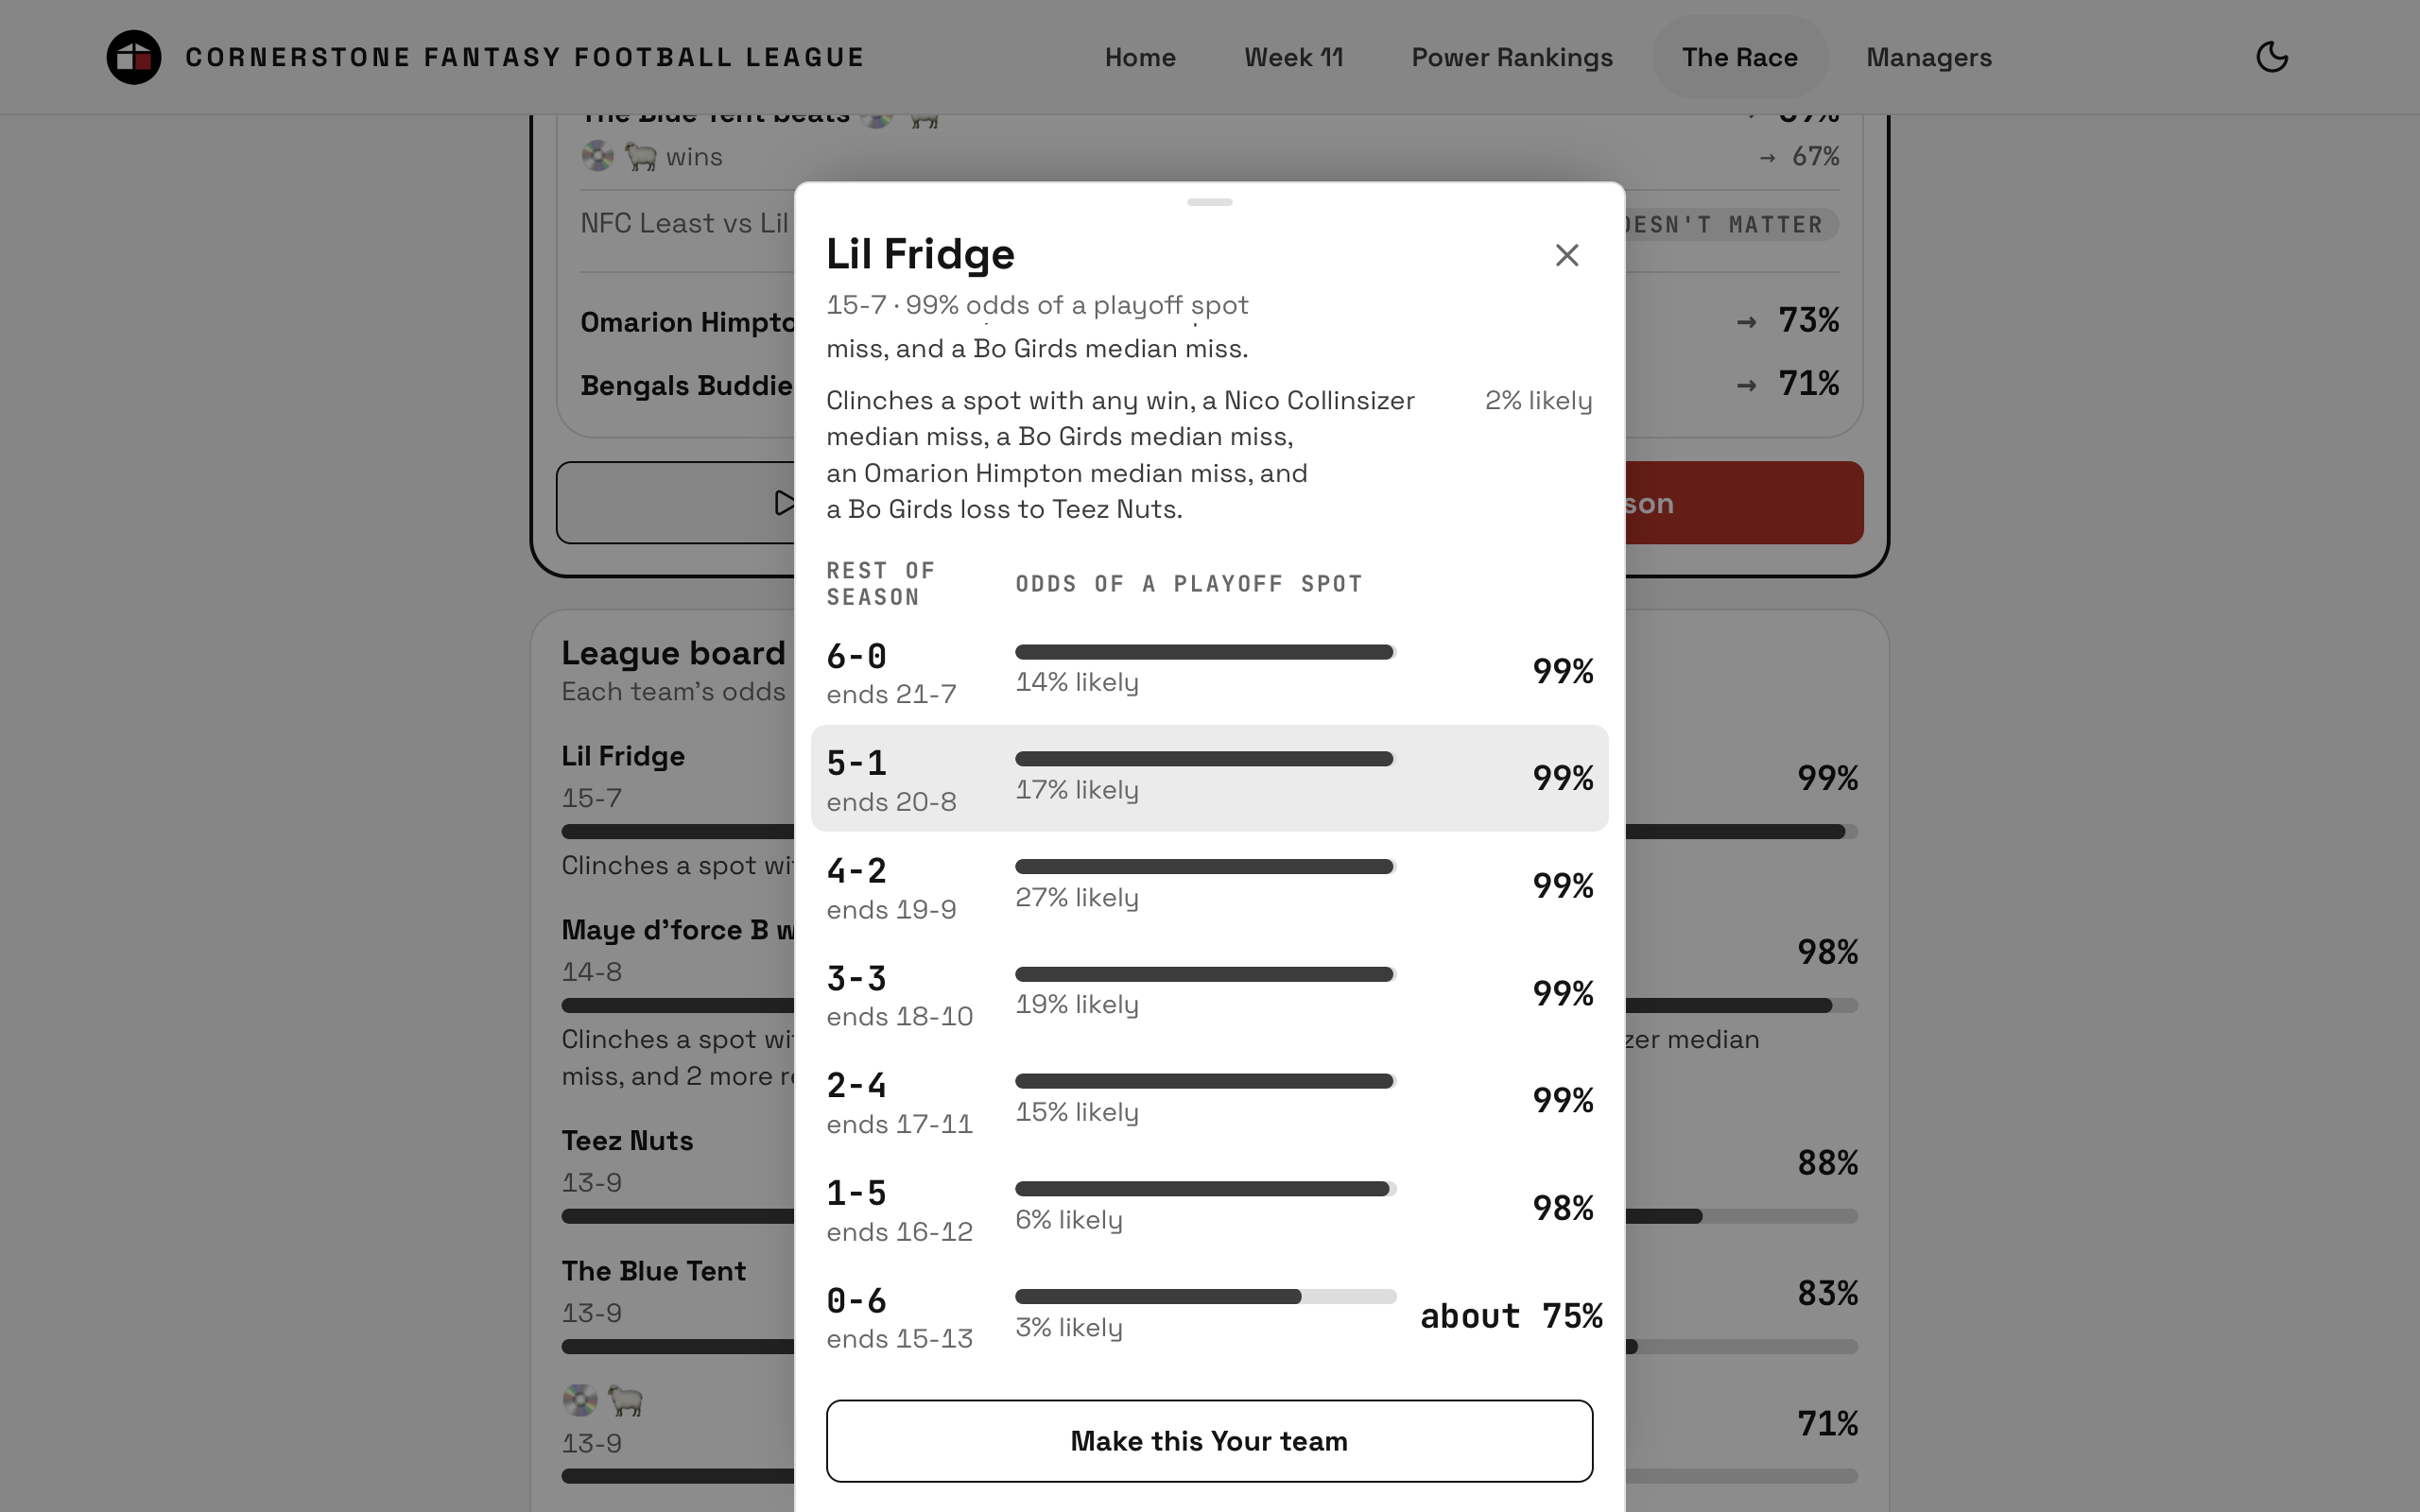 CORNERSTONE FANTASY FOOTBALL LEAGUE
Home
Week 11
Power Rankings
The Race
Managers
The Blue Tent beats
wins
→ 67%
NFC Least vs Lil
DOESN'T MATTER
Omarion Himpto
→ 73%
Bengals Buddie
→ 71%
son
Lil Fridge
15-7 · 99% odds of a playoff spot
miss, and a Bo Girds median miss.
Clinches a spot with any win, a Nico Collinsizer
2% likely
median miss, a Bo Girds median miss,
an Omarion Himpton median miss, and
a Bo Girds loss to Teez Nuts.
REST OF
SEASON
ODDS OF A PLAYOFF SPOT
6-0
ends 21-7
14% likely
99%
5-1
ends 20-8
17% likely
99%
4-2
ends 19-9
27% likely
99%
3-3
ends 18-10
19% likely
99%
2-4
ends 17-11
15% likely
99%
1-5
ends 16-12
6% likely
98%
0-6
ends 15-13
3% likely
about 75%
Make this Your team
League board
Each team's odds
Lil Fridge
15-7
99%
Clinches a spot wi
Maye d'force B w
14-8
98%
Clinches a spot wi
zer median
miss, and 2 more r
Teez Nuts
13-9
88%
The Blue Tent
13-9
83%
13-9
71%